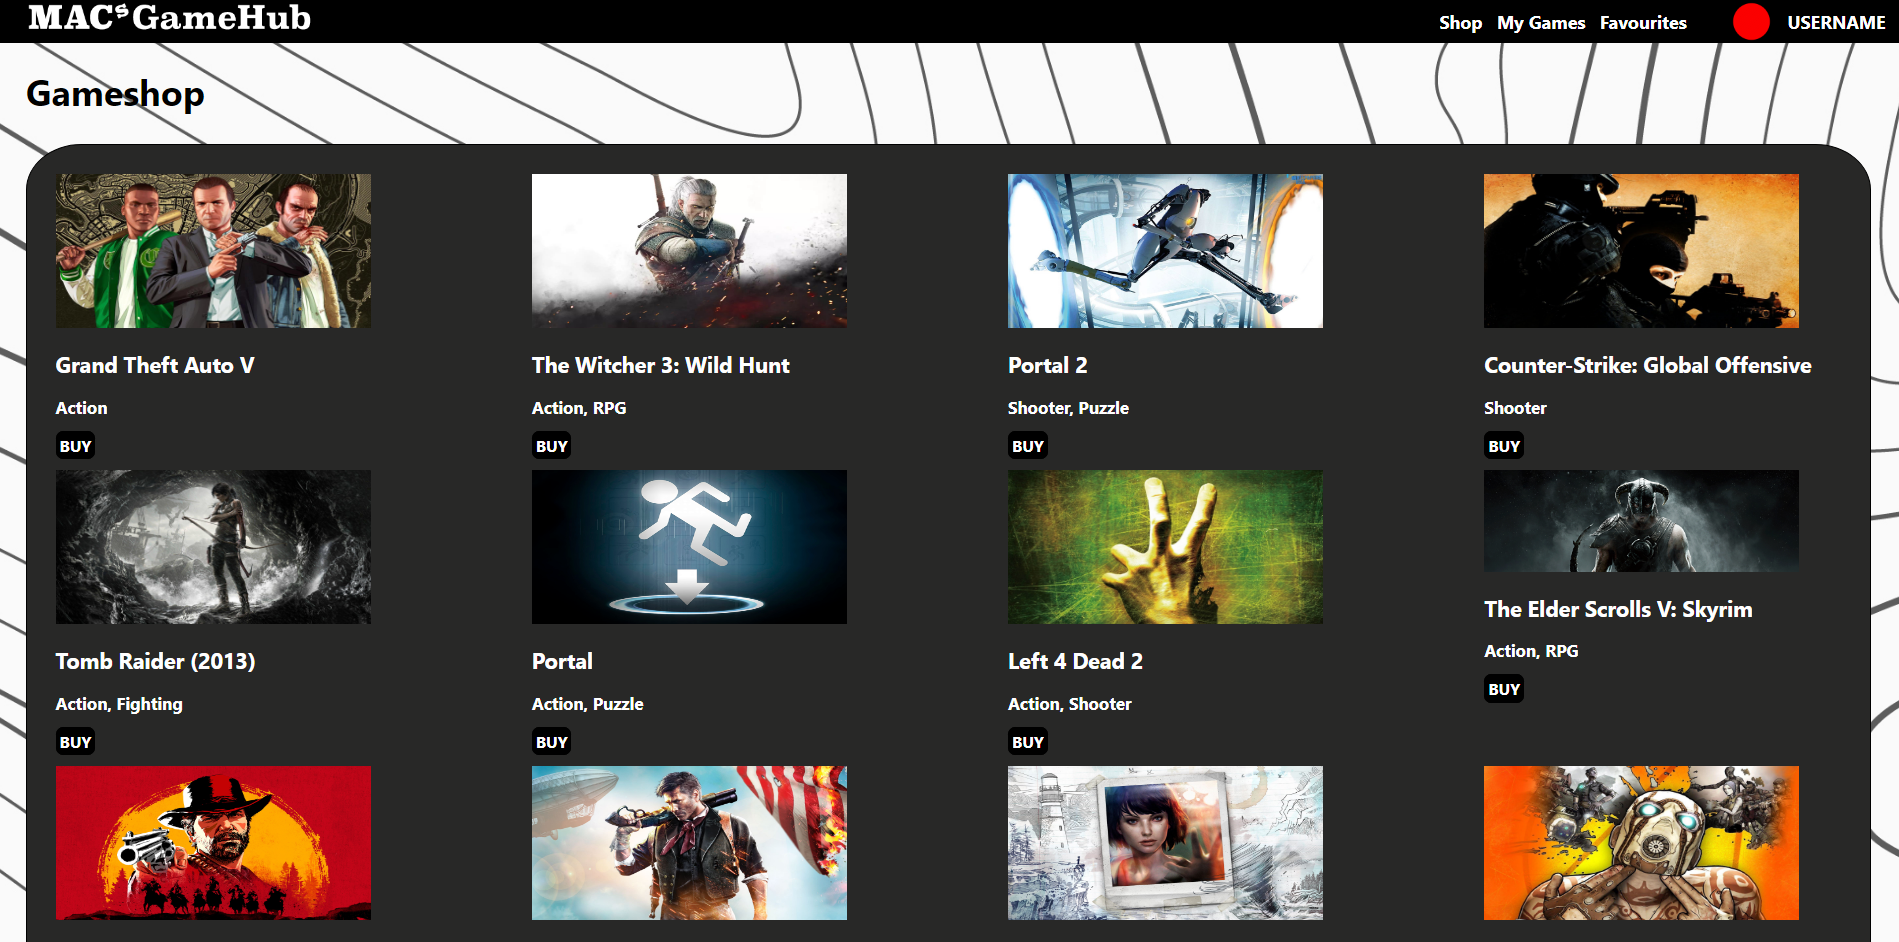 MACs GameHub
Shop My Games Favourites USERNAME
Gameshop
Grand Theft Auto V
Action
BUY
The Witcher 3: Wild Hunt
Action, RPG
BUY
Portal 2
Shooter, Puzzle
BUY
Counter-Strike: Global Offensive
Shooter
BUY
Tomb Raider (2013)
Action, Fighting
BUY
Portal
Action, Puzzle
BUY
Left 4 Dead 2
Action, Shooter
BUY
The Elder Scrolls V: Skyrim
Action, RPG
BUY